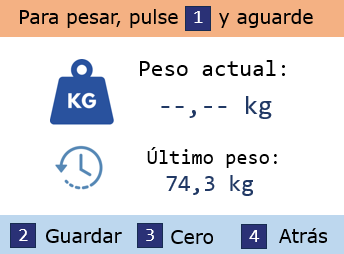 Para pesar, pulse 1 y aguarde
KG
Peso actual:
--,-- kg
Último peso:
74,3 kg
2 Guardar 3 Cero 4 Atrás